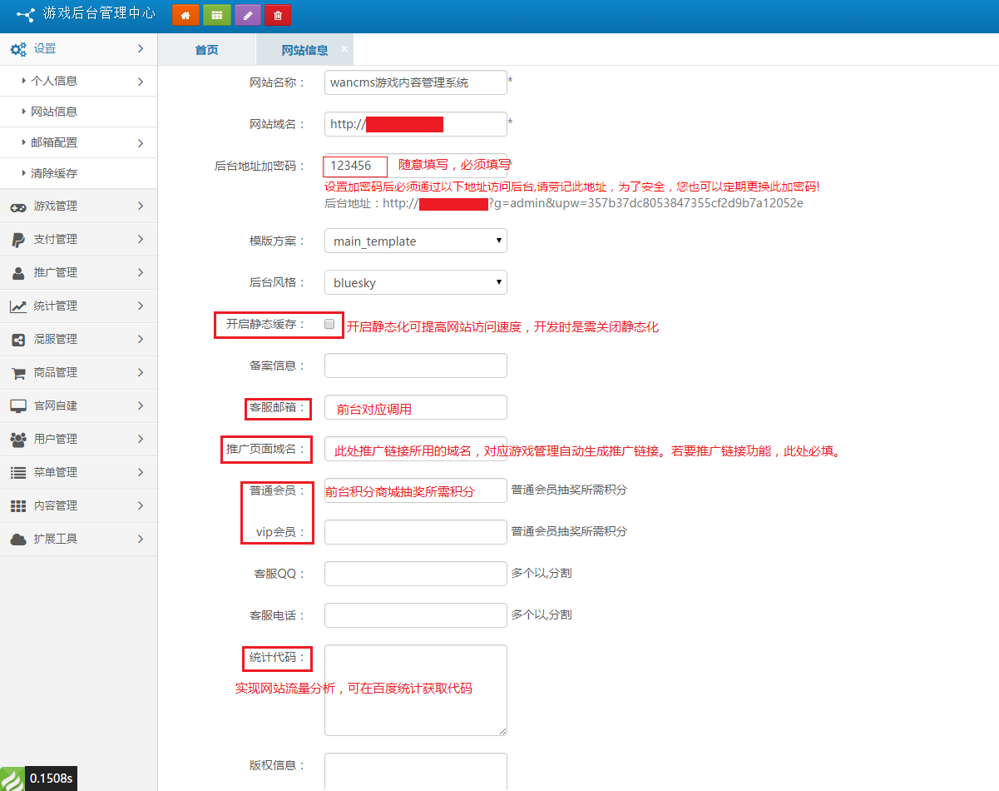 游戏后台管理中心
设置
个人信息
网站信息
邮箱配置
清除缓存
游戏管理
支付管理
推广管理
统计管理
混服管理
商品管理
官网自建
用户管理
菜单管理
内容管理
扩展工具
0.1508s
首页 网站信息 ×
网站名称： wancms游戏内容管理系统 *
网站域名： http:// *
后台地址加密码： 123456 随意填写，必须填写*
设置加密码后必须通过以下地址访问后台,请劳记此地址，为了安全，您也可以定期更换此加密码!
后台地址：http:// ?g=admin&upw=357b37dc8053847355cf2d9b7a12052e
模版方案： main_template
后台风格： bluesky
开启静态缓存： 开启静态化可提高网站访问速度，开发时是需关闭静态化
备案信息：
客服邮箱： 前台对应调用
推广页面域名： 此处推广链接所用的域名，对应游戏管理自动生成推广链接。若要推广链接功能，此处必填。
普通会员： 前台积分商城抽奖所需积分 普通会员抽奖所需积分
vip会员： 普通会员抽奖所需积分
客服QQ： 多个以,分割
客服电话： 多个以,分割
统计代码：
实现网站流量分析，可在百度统计获取代码
版权信息：